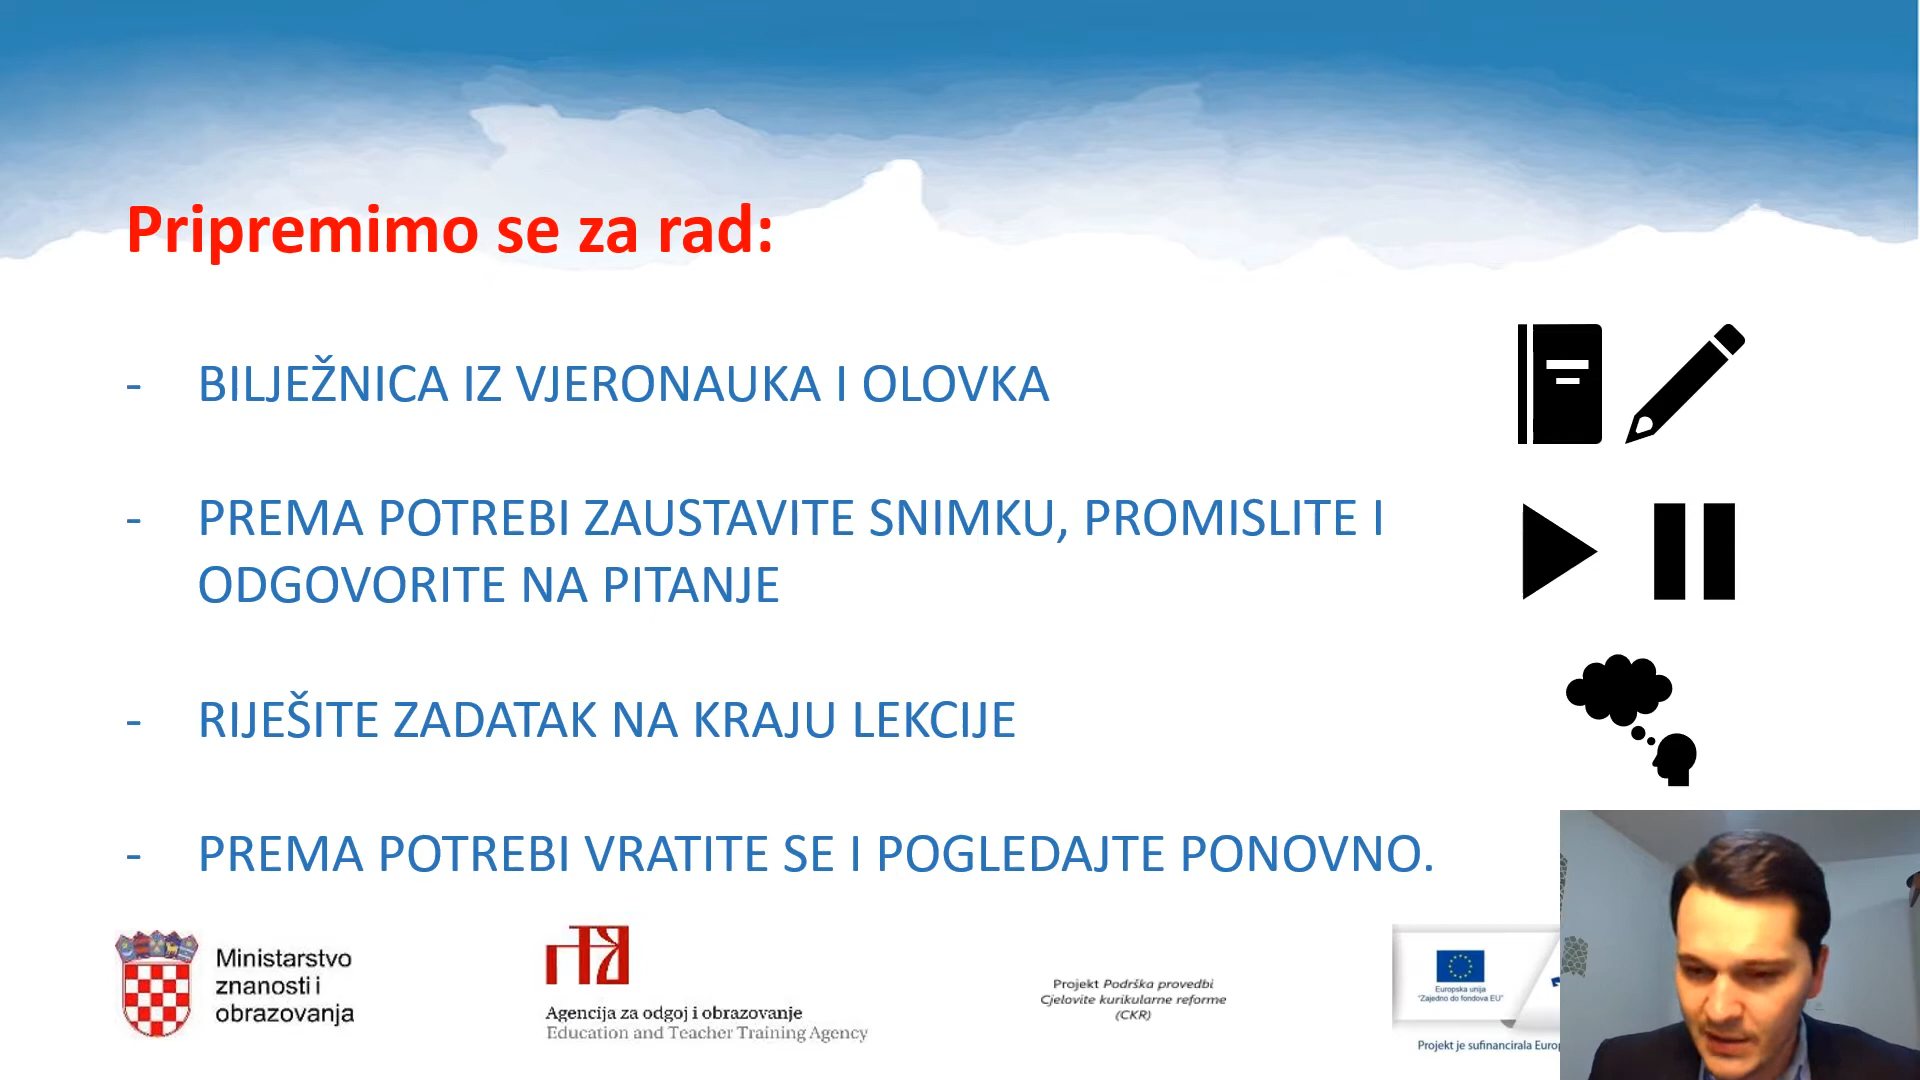 Pripremimo se za rad:
- BILJEŽNICA IZ VJERONAUKA I OLOVKA
- PREMA POTREBI ZAUSTAVITE SNIMKU, PROMISLITE I
ODGOVORITE NA PITANJE
- RIJEŠITE ZADATAK NA KRAJU LEKCIJE
- PREMA POTREBI VRATITE SE I POGLEDAJTE PONOVNO.
Ministarstvo
znanosti i
obrazovanja
Agencija za odgoj i obrazovanje
Education and Teacher Training Agency
Projekt Podrška provedbi
Cjelovite kurikularne reforme
(CKR)
Europska unija
"Zajedno do fondova EU"
Projekt je sufinancirala